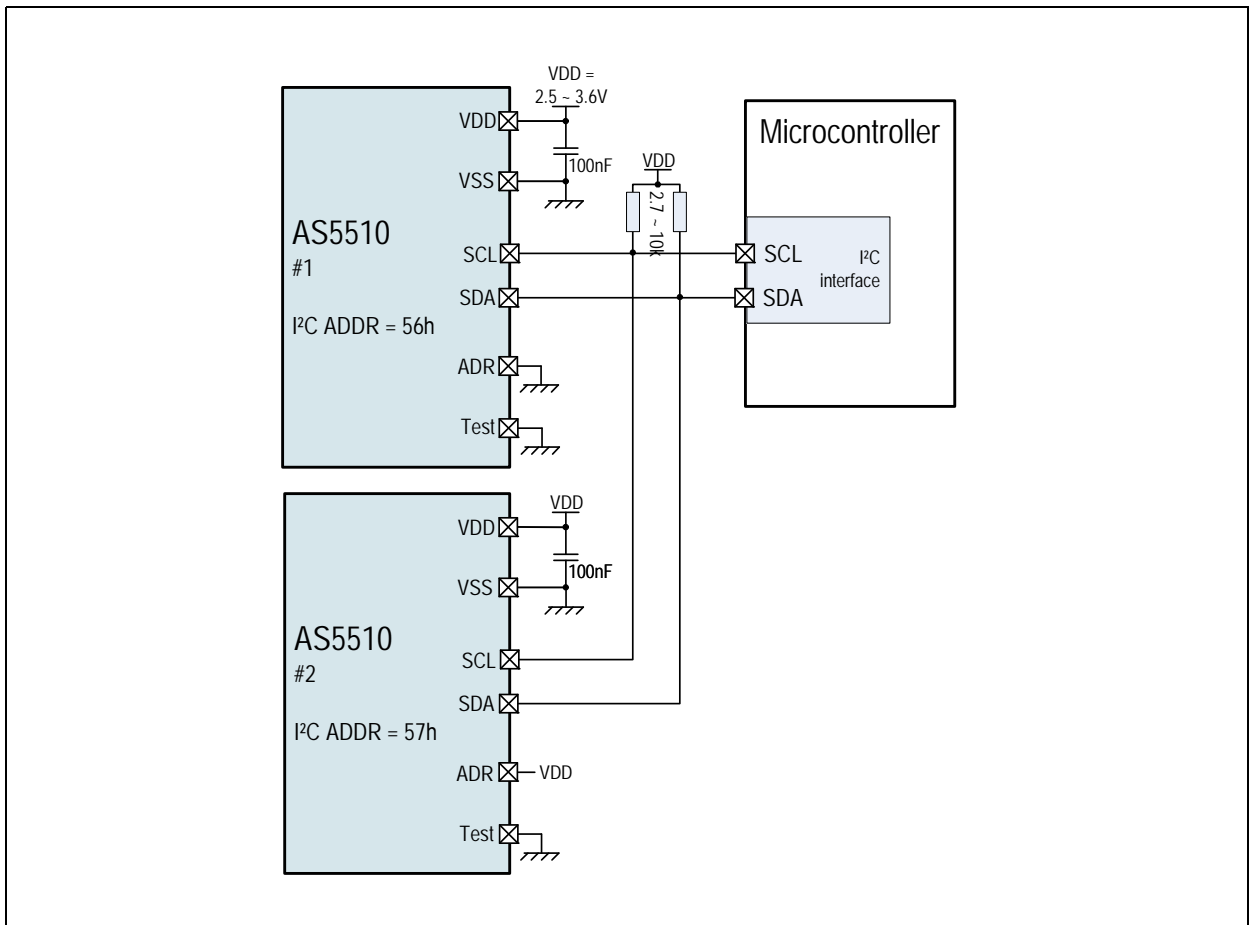 VDD =
2.5 ~ 3.6V
VDD
100nF
VSS
AS5510
#1
SCL
SDA
I²C ADDR = 56h
ADR
Test
VDD
2.7 ~ 10k
Microcontroller
SCL
I²C
interface
SDA
VDD
VDD
100nF
VSS
AS5510
#2
SCL
SDA
I²C ADDR = 57h
ADR
VDD
Test